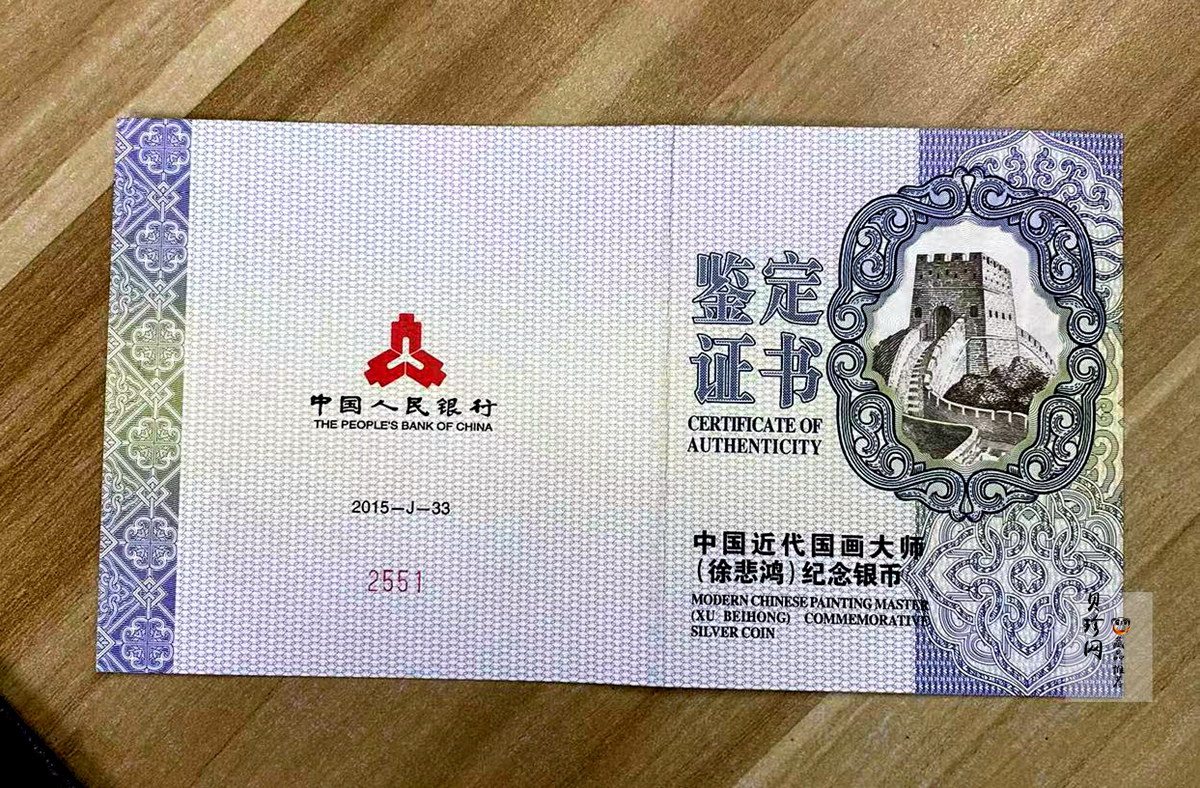 中国人民银行
THE PEOPLE'S BANK OF CHINA
2015—J—33
2551
鉴定
证书
CERTIFICATE OF
AUTHENTICITY
中国近代国画大师
(徐悲鸿)纪念银币
MODERN CHINESE PAINTING MASTER
(XU BEIHONG) COMMEMORATIVE
SILVER COIN
贝珍网